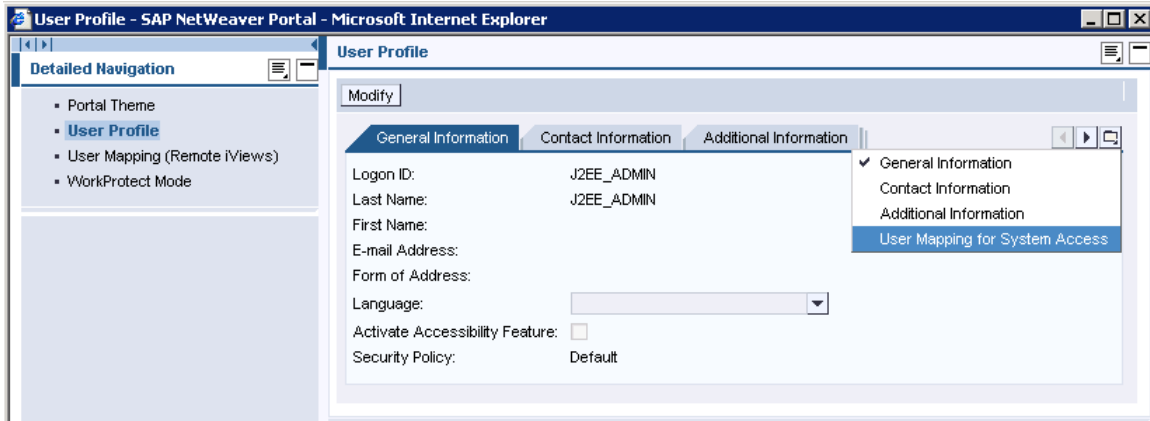 User Profile - SAP NetWeaver Portal - Microsoft Internet Explorer
Detailed Navigation
Portal Theme
User Profile
User Mapping (Remote iViews)
WorkProtect Mode
User Profile
Modify
General Information Contact Information Additional Information
Logon ID: J2EE_ADMIN
Last Name: J2EE_ADMIN
First Name:
E-mail Address:
Form of Address:
Language:
Activate Accessibility Feature:
Security Policy: Default
General Information
Contact Information
Additional Information
User Mapping for System Access